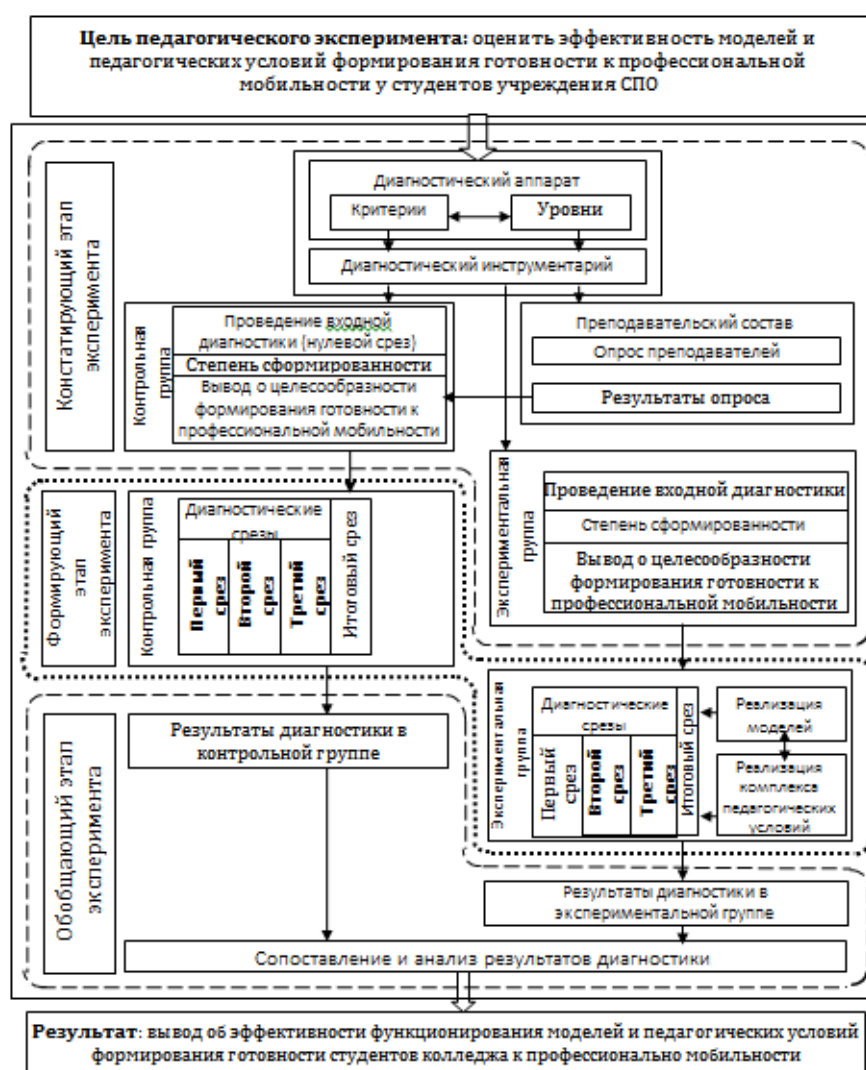 Цель педагогического эксперимента: оценить эффективность моделей и
педагогических условий формирования готовности к профессиональной
мобильности у студентов учреждения СПО
Констатирующий этап
эксперимента
Диагностический аппарат
Критерии
Уровни
Диагностический инструментарий
Контрольная
группа
Проведение входной
диагностики (нулевой срез)
Степень сформированности
Вывод о целесообразности
формирования готовности к
профессиональной мобильности
Преподавательский состав
Опрос преподавателей
Результаты опроса
Экспериментальная
группа
Проведение входной диагностики
Степень сформированности
Вывод о целесообразности
формирования готовности к
профессиональной мобильности
Формирующий
этап
эксперимента
Контрольная группа
Диагностические
срезы
Первый
срез
Второй
срез
Третий
срез
Итоговый срез
Экспериментальная
группа
Диагностические
срезы
Первый
срез
Второй
срез
Третий
срез
Итоговый срез
Реализация
моделей
Реализация
комплекса
педагогических
условий
Обобщающий этап
эксперимента
Результаты диагностики в
контрольной группе
Результаты диагностики в
экспериментальной группе
Сопоставление и анализ результатов диагностики
Результат: вывод об эффективности функционирования моделей и педагогических условий
формирования готовности студентов колледжа к профессионально мобильности